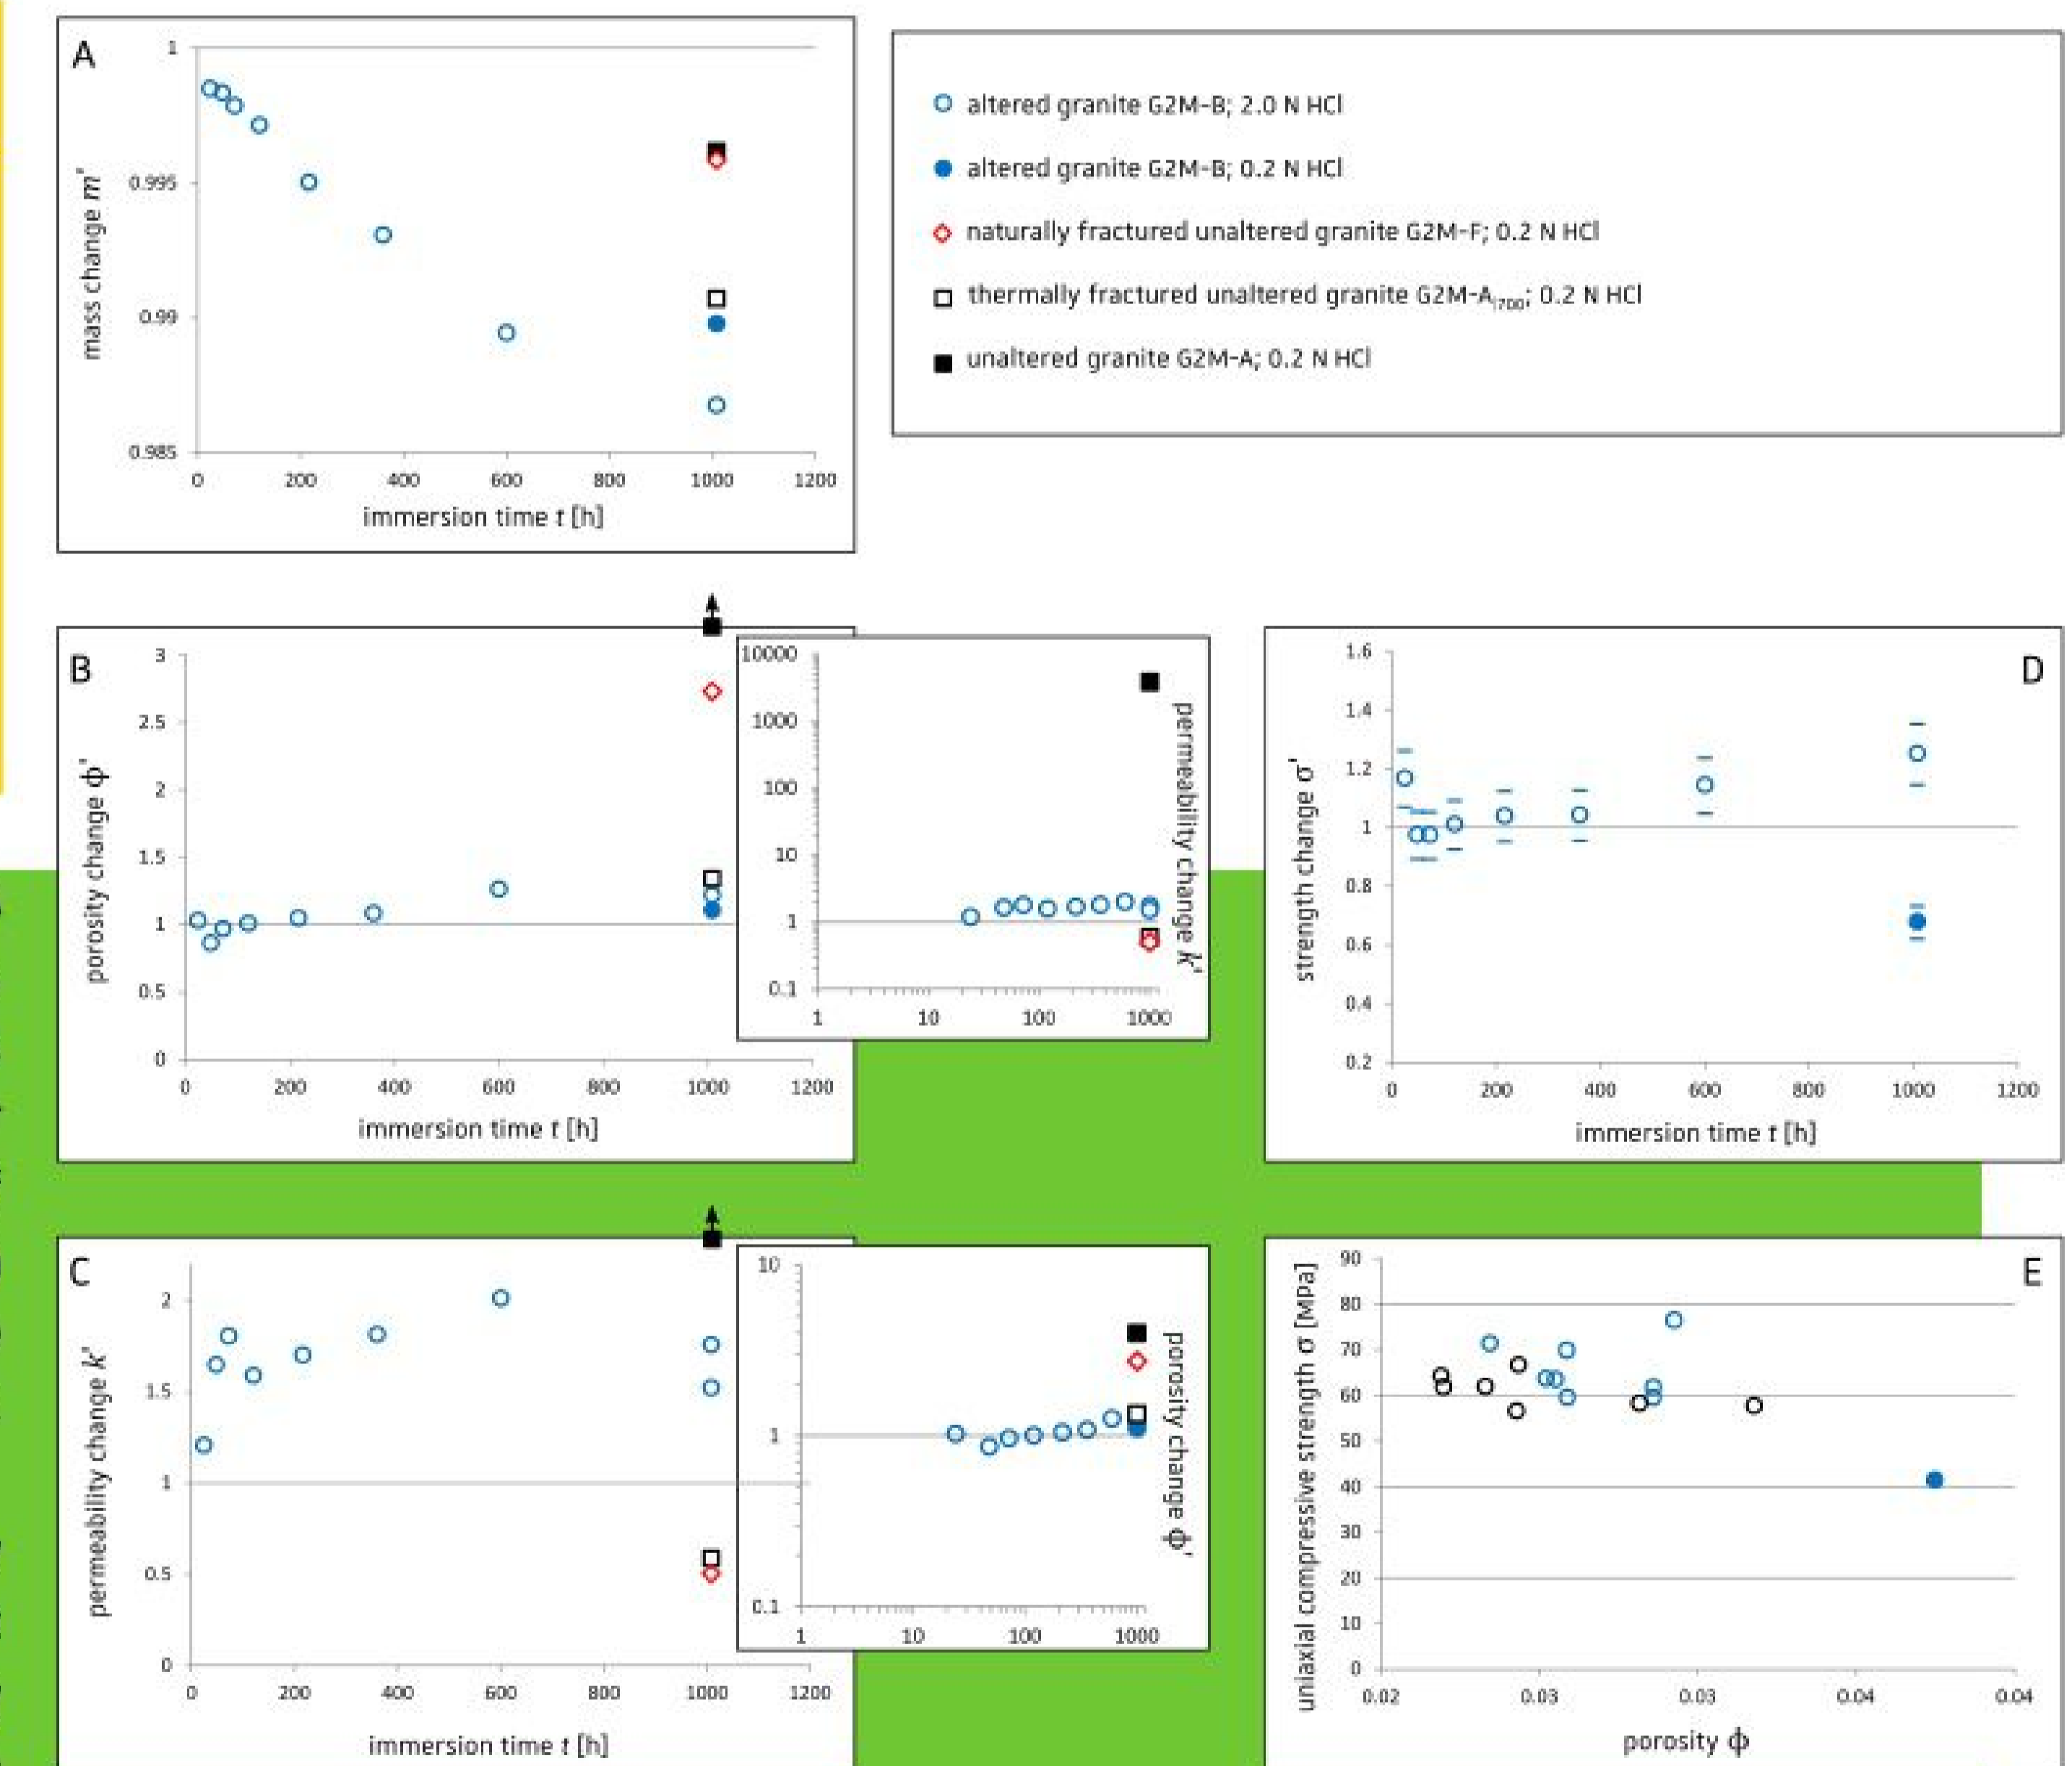 A
1
0.995
0.99
0.985
mass change m'
0 200 400 600 800 1000 1200
immersion time t [h]
altered granite G2M-B; 2.0 N HCl
altered granite G2M-B; 0.2 N HCl
naturally fractured unaltered granite G2M-F; 0.2 N HCl
thermally fractured unaltered granite G2M-A; 0.2 N HCl
unaltered granite G2M-A; 0.2 N HCl
B
3
2.5
2
1.5
1
0.5
0
porosity change ϕ'
0 200 400 600 800 1000 1200
immersion time t [h]
10000
1000
100
10
1
0.1
1 10 100 1000
permeability change k'
D
1.6
1.4
1.2
1
0.8
0.6
0.4
0.2
strength change σ'
0 200 400 600 800 1000 1200
immersion time t [h]
C
2
1.5
1
0.5
0
permeability change k'
0 200 400 600 800 1000 1200
immersion time t [h]
10
1
0.1
1 10 100 1000
porosity change ϕ'
E
90
80
70
60
50
40
30
20
10
0
uniaxial compressive strength σ [MPa]
0.02 0.03 0.03 0.04 0.04
porosity ϕ